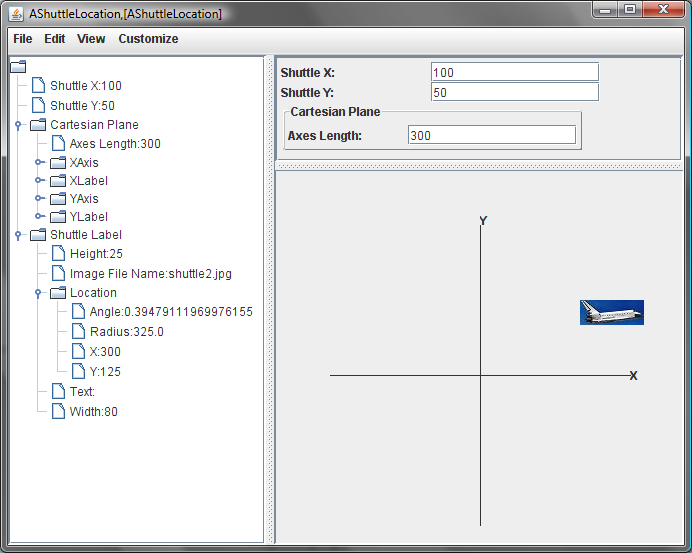 AShuttleLocation,[AShuttleLocation]
File Edit View Customize
Shuttle X:100
Shuttle Y:50
Cartesian Plane
Axes Length:300
XAxis
XLabel
YAxis
YLabel
Shuttle Label
Height:25
Image File Name:shuttle2.jpg
Location
Angle:0.39479111969976155
Radius:325.0
X:300
Y:125
Text:
Width:80
Shuttle X: 100
Shuttle Y: 50
Cartesian Plane
Axes Length: 300
Y
X